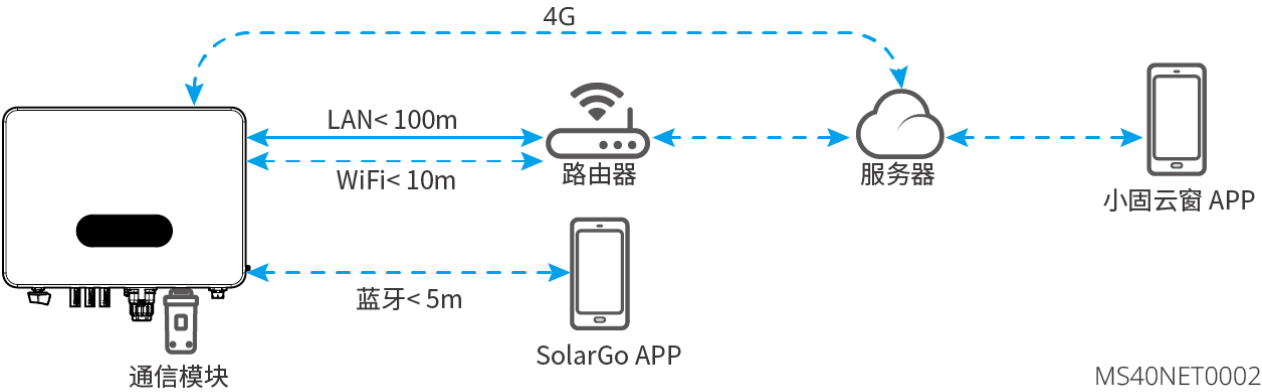 4G
LAN< 100m
WiFi< 10m
路由器
服务器
小固云窗 APP
蓝牙< 5m
SolarGo APP
通信模块
MS40NET0002